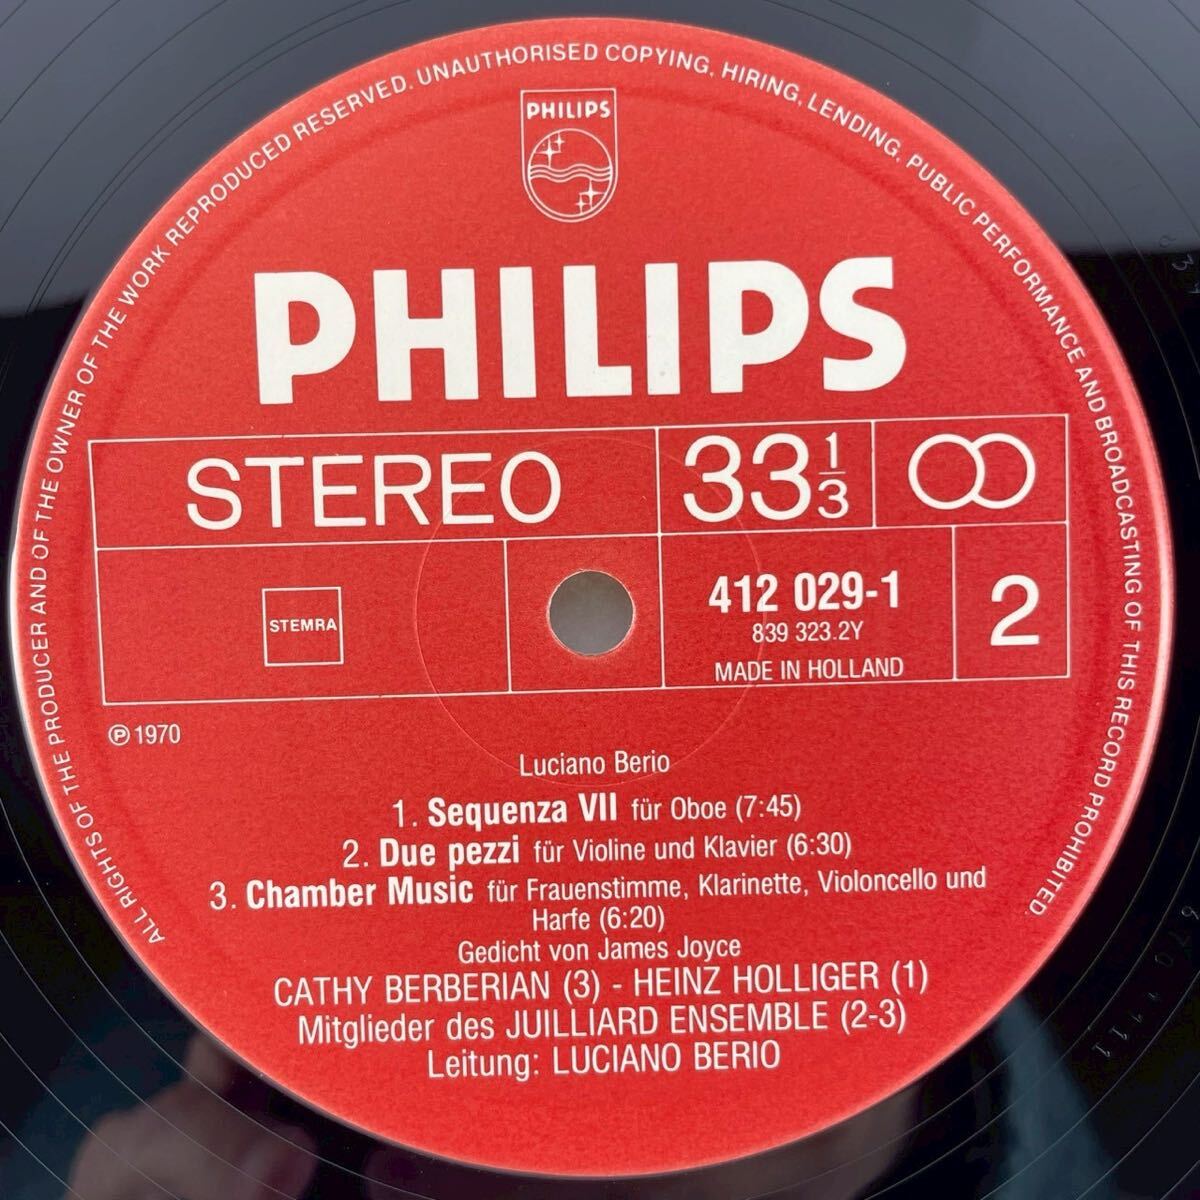 ALL RIGHTS OF THE PRODUCER AND OF THE OWNER OF THE WORK REPRODUCED RESERVED. UNAUTHORISED COPYING, HIRING, LENDING, PUBLIC PERFORMANCE AND BROADCASTING OF THIS RECORD PROHIBITED.
PHILIPS
PHILIPS
STEREO
33 1/3
STEMRA
412 029-1
839 323.2Y
MADE IN HOLLAND
2
℗ 1970
Luciano Berio
1. Sequenza VII für Oboe (7:45)
2. Due pezzi für Violine und Klavier (6:30)
3. Chamber Music für Frauenstimme, Klarinette, Violoncello und
Harfe (6:20)
Gedicht von James Joyce
CATHY BERBERIAN (3) - HEINZ HOLLIGER (1)
Mitglieder des JUILLIARD ENSEMBLE (2-3)
Leitung: LUCIANO BERIO